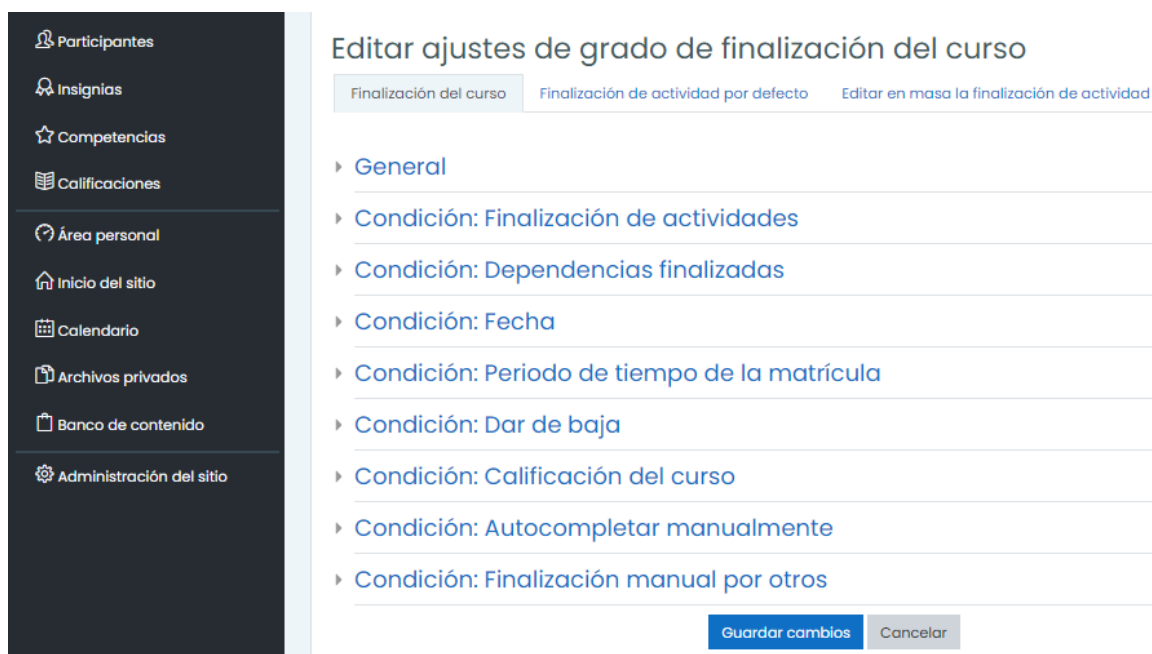 Participantes
Insignias
Competencias
Calificaciones
Área personal
Inicio del sitio
Calendario
Archivos privados
Banco de contenido
Administración del sitio
Editar ajustes de grado de finalización del curso
Finalización del curso Finalización de actividad por defecto Editar en masa la finalización de actividad
General
Condición: Finalización de actividades
Condición: Dependencias finalizadas
Condición: Fecha
Condición: Periodo de tiempo de la matrícula
Condición: Dar de baja
Condición: Calificación del curso
Condición: Autocompletar manualmente
Condición: Finalización manual por otros
Guardar cambios Cancelar